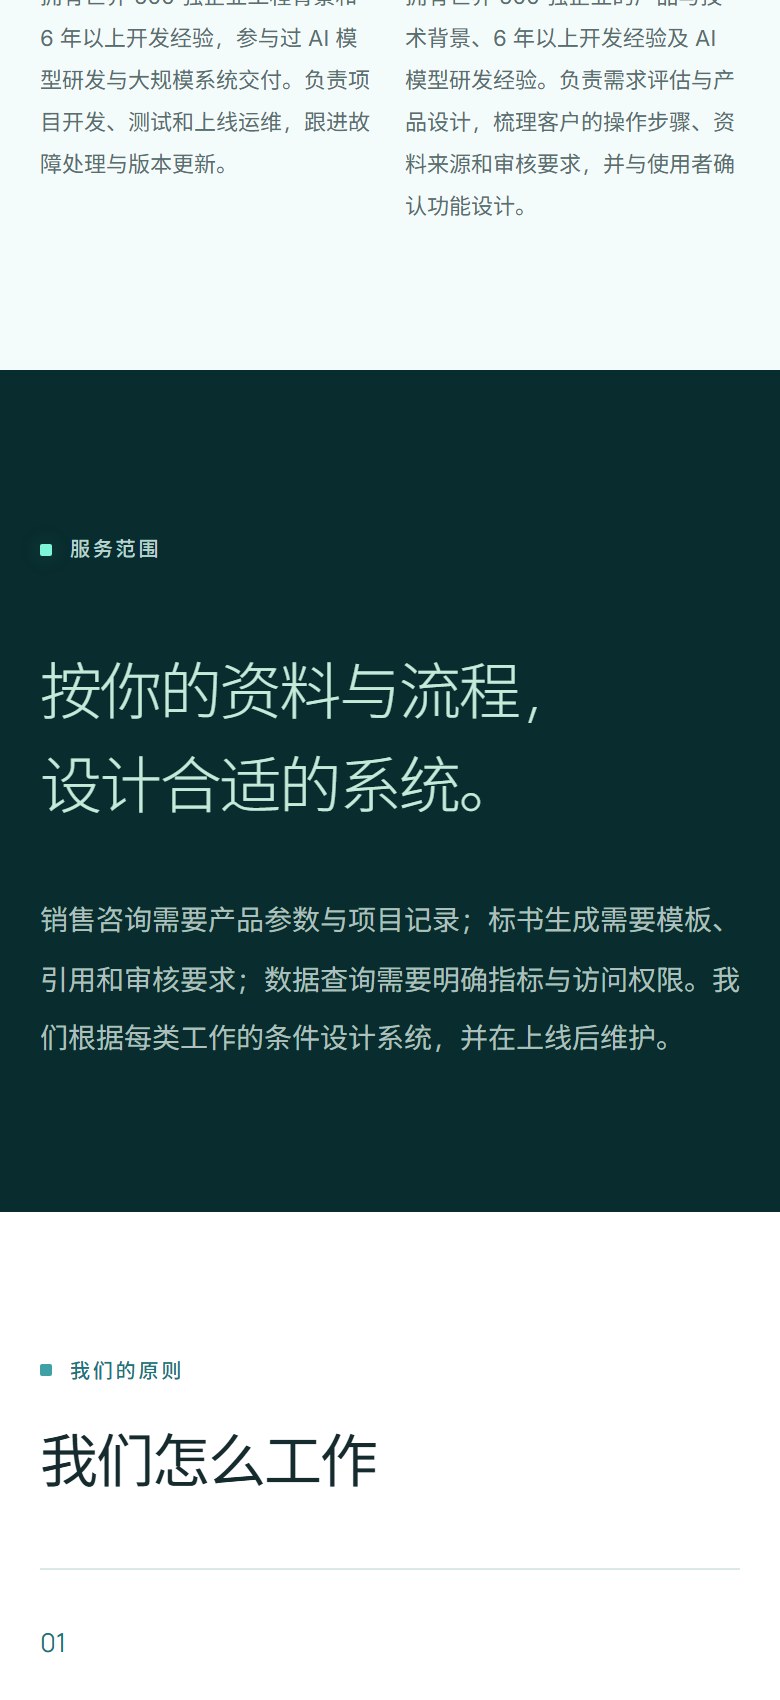 6 年以上开发经验，参与过 AI 模
型研发与大规模系统交付。负责项
目开发、测试和上线运维，跟进故
障处理与版本更新。
术背景、6 年以上开发经验及 AI
模型研发经验。负责需求评估与产
品设计，梳理客户的操作步骤、资
料来源和审核要求，并与使用者确
认功能设计。
服务范围
按你的资料与流程，
设计合适的系统。
销售咨询需要产品参数与项目记录；标书生成需要模板、
引用和审核要求；数据查询需要明确指标与访问权限。我
们根据每类工作的条件设计系统，并在上线后维护。
我们的原则
我们怎么工作
01